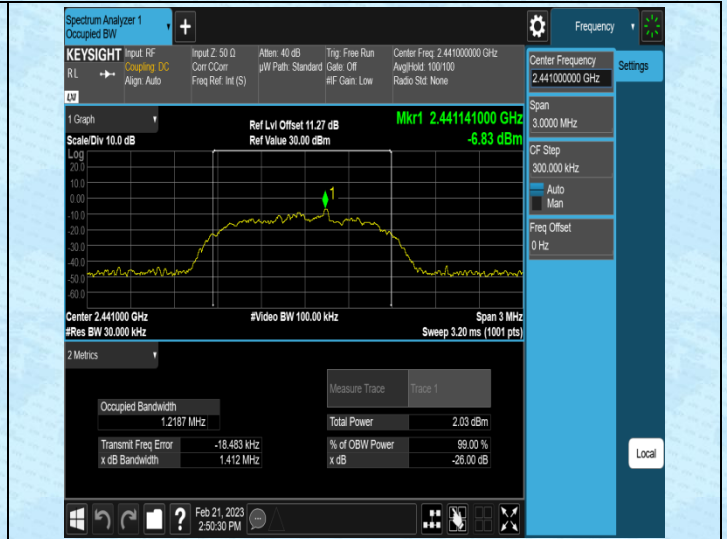 Spectrum Analyzer 1
Occupied BW
+
Frequency
KEYSIGHT
RL
Input: RF
Coupling: DC
Align: Auto
Input Z: 50 Ω
Corr CCorr
Freq Ref: Int (S)
Atten: 40 dB
µW Path: Standard
Trig: Free Run
Gate: Off
#IF Gain: Low
Center Freq: 2.441000000 GHz
Avg|Hold: 100/100
Radio Std: None
Center Frequency
2.441000000 GHz
Settings
Span
3.0000 MHz
CF Step
300.000 kHz
Auto
Man
Freq Offset
0 Hz
1 Graph
Scale/Div 10.0 dB
Ref Lvl Offset 11.27 dB
Ref Value 30.00 dBm
Mkr1 2.441141000 GHz
-6.83 dBm
Log
20.0
10.0
0.00
-10.0
-20.0
-30.0
-40.0
-50.0
-60.0
1
Center 2.441000 GHz
#Res BW 30.000 kHz
#Video BW 100.00 kHz
Span 3 MHz
Sweep 3.20 ms (1001 pts)
2 Metrics
Measure Trace
Trace 1
Occupied Bandwidth
1.2187 MHz
Total Power
2.03 dBm
Transmit Freq Error
-18.483 kHz
% of OBW Power
99.00 %
x dB Bandwidth
1.412 MHz
x dB
-26.00 dB
Local
?
Feb 21, 2023
2:50:30 PM